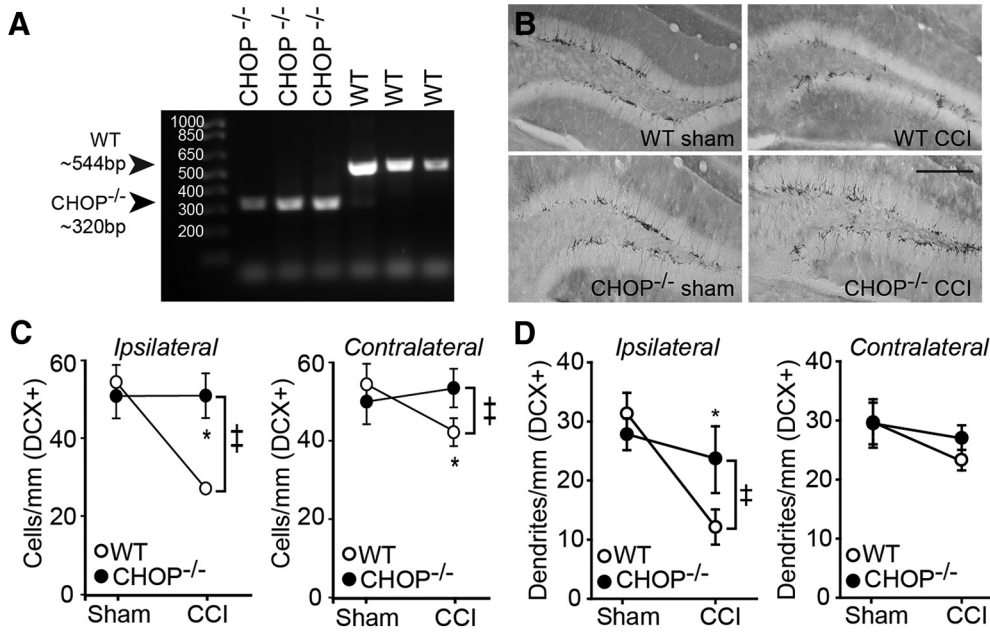 A
CHOP -/-
CHOP -/-
CHOP -/-
WT
WT
WT
WT
~544bp
CHOP-/-
~320bp
1000
850
650
500
400
300
200
B
WT sham
WT CCI
CHOP-/- sham
CHOP-/- CCI
C
Ipsilateral
Cells/mm (DCX+)
60
40
20
0
*
‡
WT
CHOP-/-
Sham
CCI
Contralateral
Cells/mm (DCX+)
60
40
20
0
*
‡
WT
CHOP-/-
Sham
CCI
D
Ipsilateral
Dendrites/mm (DCX+)
40
30
20
10
0
*
‡
WT
CHOP-/-
Sham
CCI
Contralateral
Dendrites/mm (DCX+)
40
30
20
10
0
WT
CHOP-/-
Sham
CCI